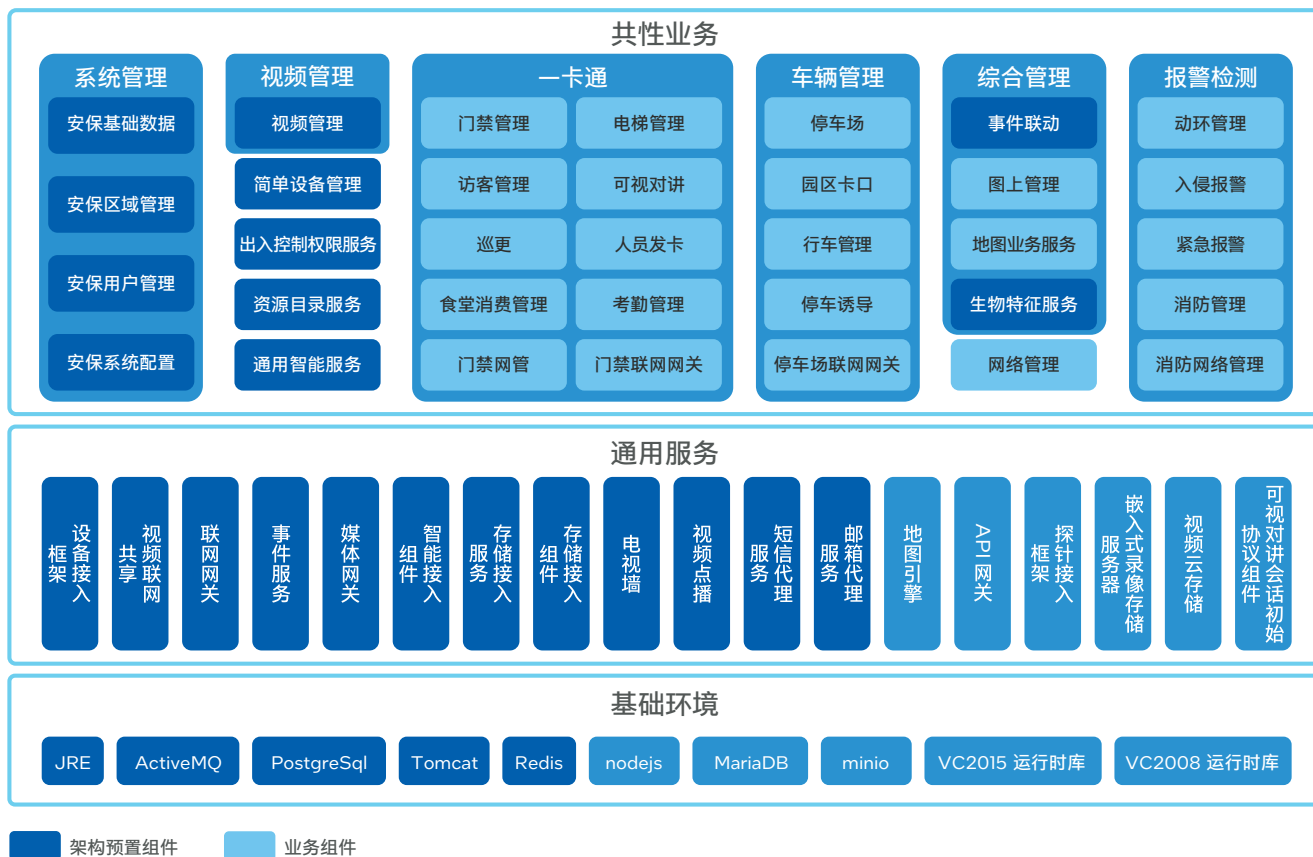 共性业务
系统管理
安保基础数据
安保区域管理
安保用户管理
安保系统配置
视频管理
视频管理
简单设备管理
出入控制权限服务
资源目录服务
通用智能服务
一卡通
门禁管理
电梯管理
访客管理
可视对讲
巡更
人员发卡
食堂消费管理
考勤管理
门禁网管
门禁联网网关
车辆管理
停车场
园区卡口
行车管理
停车诱导
停车场联网网关
综合管理
事件联动
图上管理
地图业务服务
生物特征服务
网络管理
报警检测
动环管理
入侵报警
紧急报警
消防管理
消防网络管理
通用服务
设备接入
框架
视频联网
共享
联网网关
事件服务
媒体网关
智能接入
组件
存储接入
服务
存储接入
组件
电视墙
视频点播
短信代理
服务
邮箱代理
服务
地图引擎
API 网关
探针接入
框架
嵌入式录像存储
服务器
视频云存储
可视对讲会话初始
协议组件
基础环境
JRE
ActiveMQ
PostgreSql
Tomcat
Redis
nodejs
MariaDB
minio
VC2015 运行时库
VC2008 运行时库
架构预置组件
业务组件